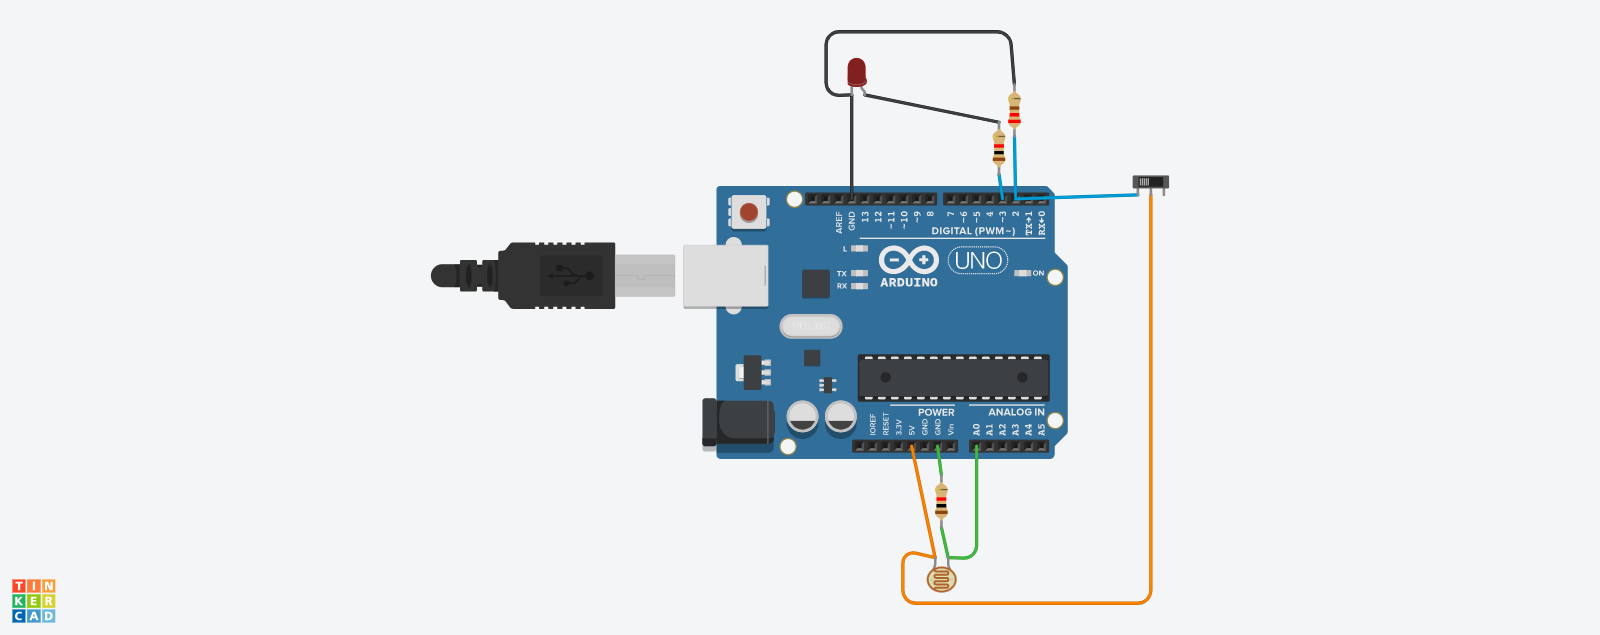 AREF
GND
13
12
~11
~10
~9
8
7
~6
~5
4
~3
2
TX→1
RX←0
DIGITAL (PWM~)
L
TX
RX
ARDUINO
UNO
ON
POWER
ANALOG IN
IOREF
RESET
3.3V
5V
GND
GND
Vin
A0
A1
A2
A3
A4
A5
TIN
KER
CAD